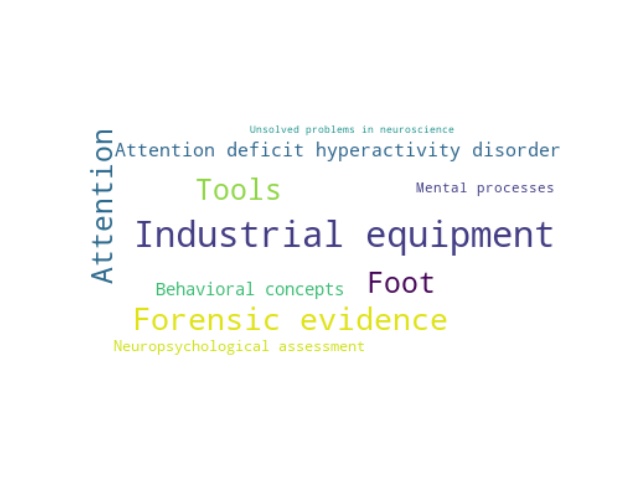 Unsolved problems in neuroscience
Attention deficit hyperactivity disorder
Attention
Tools
Mental processes
Industrial equipment
Foot
Behavioral concepts
Forensic evidence
Neuropsychological assessment